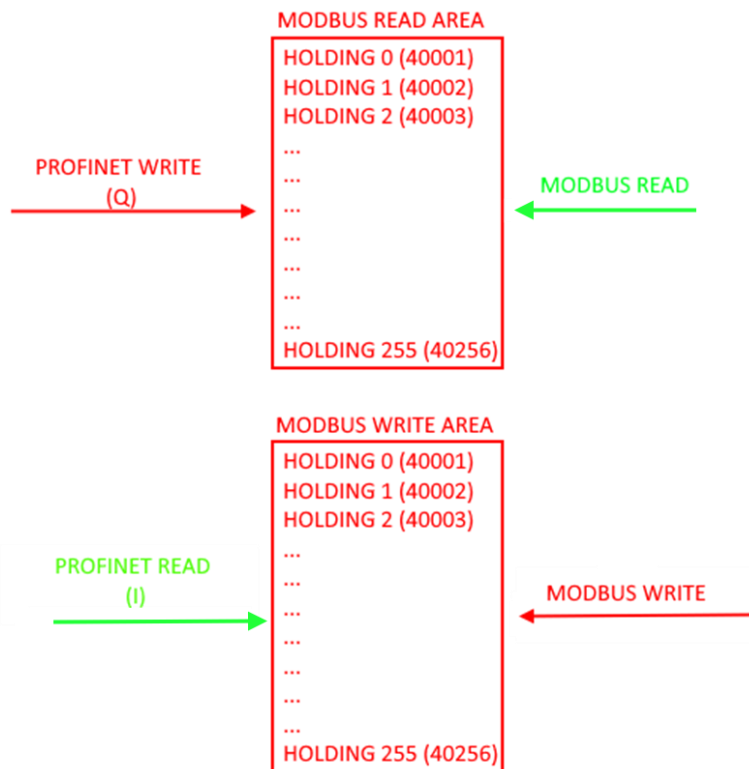 MODBUS READ AREA
HOLDING 0 (40001)
HOLDING 1 (40002)
HOLDING 2 (40003)
...
...
...
...
...
...
...
HOLDING 255 (40256)
PROFINET WRITE
(Q)
MODBUS READ
MODBUS WRITE AREA
HOLDING 0 (40001)
HOLDING 1 (40002)
HOLDING 2 (40003)
...
...
...
...
...
...
...
HOLDING 255 (40256)
PROFINET READ
(I)
MODBUS WRITE